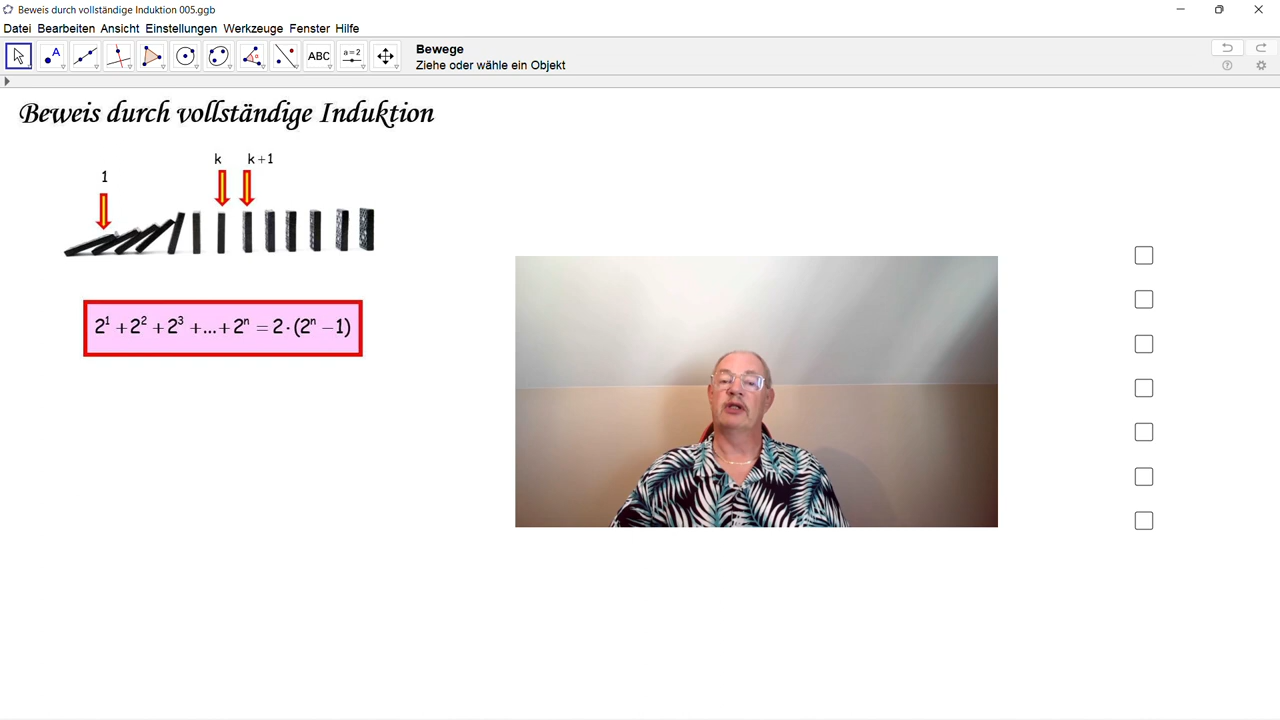 Beweis durch vollständige Induktion 005.ggb
Datei Bearbeiten Ansicht Einstellungen Werkzeuge Fenster Hilfe
A
ABC
a=2
Bewege
Ziehe oder wähle ein Objekt
Beweis durch vollständige Induktion
k k+1
1
2¹ + 2² + 2³ + ... + 2ⁿ = 2 · (2ⁿ − 1)